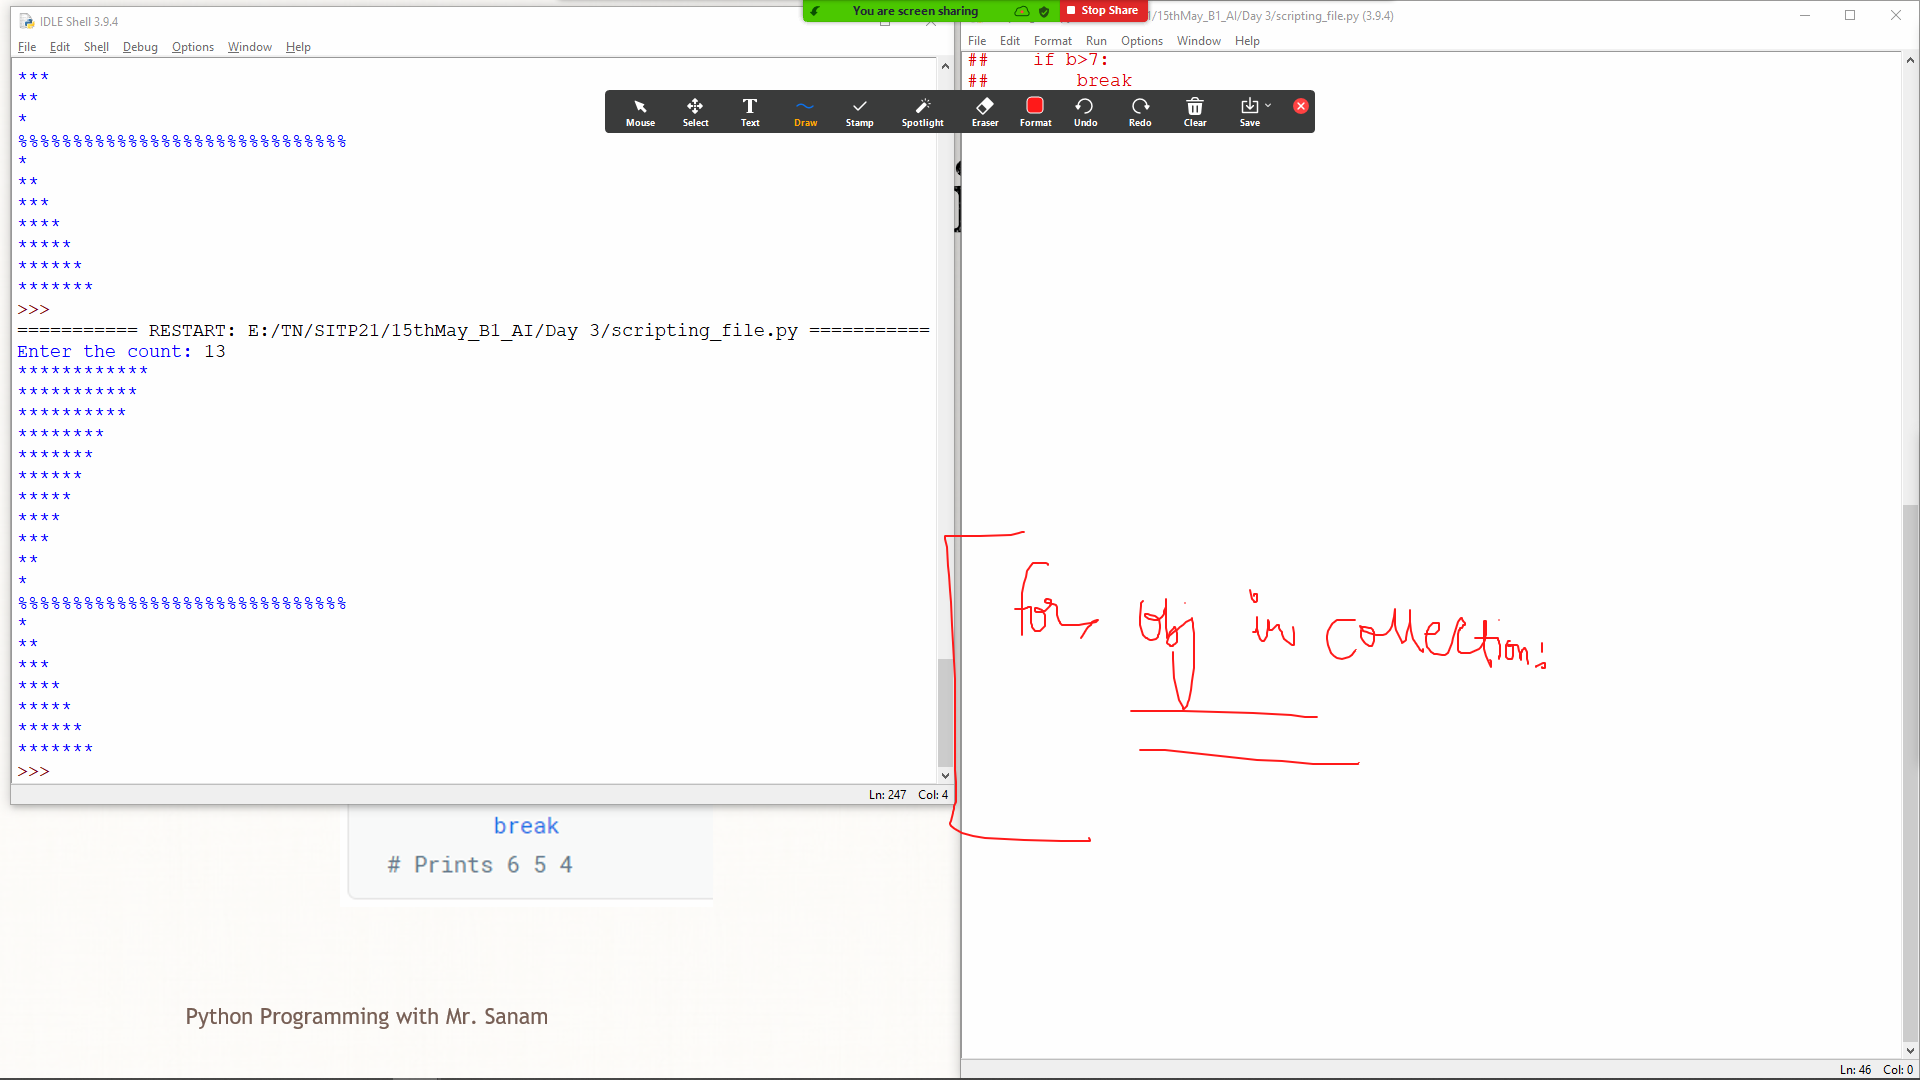 IDLE Shell 3.9.4
File Edit Shell Debug Options Window Help
***
**
*
%%%%%%%%%%%%%%%%%%%%%%%%%%%%%%
*
**
***
****
*****
******
*******
>>>
=========== RESTART: E:/TN/SITP21/15thMay_B1_AI/Day 3/scripting_file.py ===========
Enter the count: 13
************
***********
**********
********
*******
******
*****
****
***
**
*
%%%%%%%%%%%%%%%%%%%%%%%%%%%%%%
*
**
***
****
*****
******
*******
>>>
Ln: 247 Col: 4
break
# Prints 6 5 4
Python Programming with Mr. Sanam
You are screen sharing Stop Share
Mouse Select Text Draw Stamp Spotlight Eraser Format Undo Redo Clear Save
/15thMay_B1_AI/Day 3/scripting_file.py (3.9.4)
File Edit Format Run Options Window Help
## if b>7:
## break
for obj in collection:
Ln: 46 Col: 0